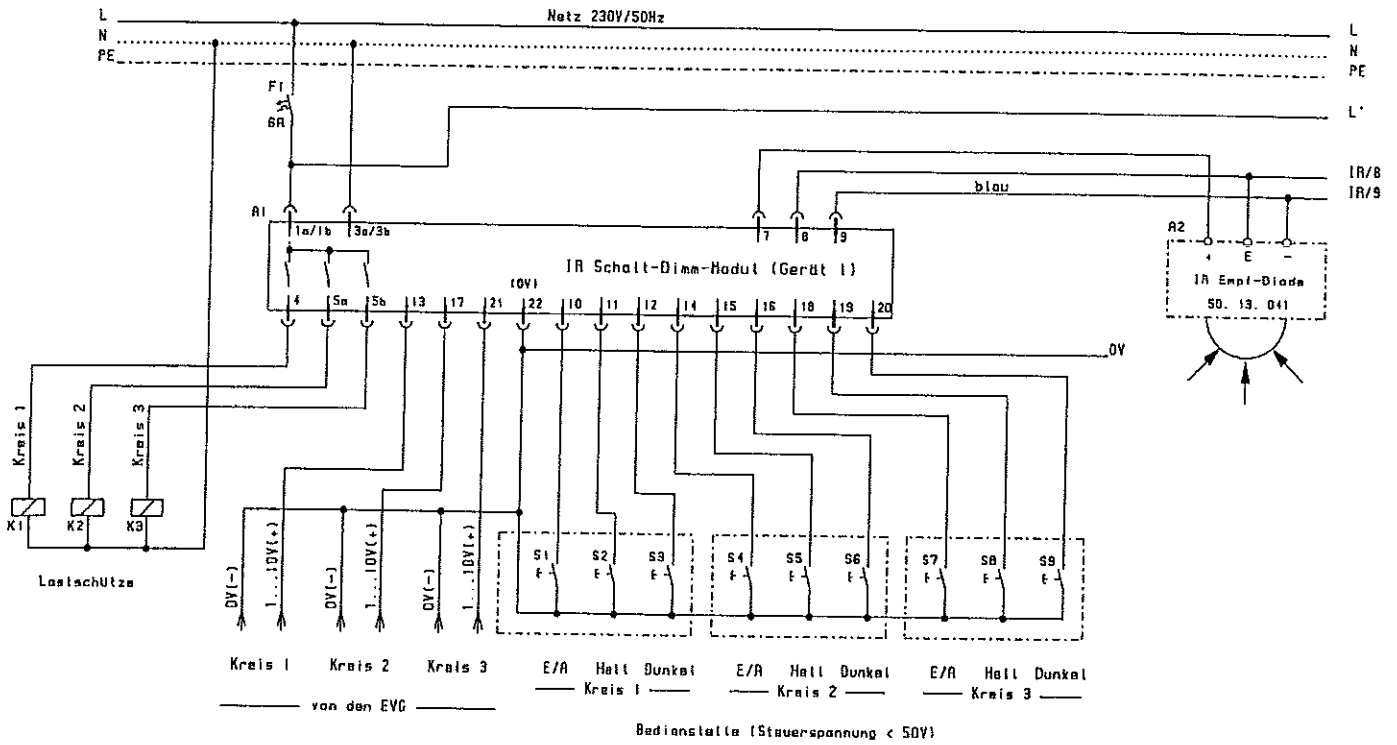 L Netz 230V/50Hz L
N N
PE PE
F1
6A
L'
IR/8
blau IR/9
A1 1a/1b 3a/3b 7 8 9 A2
+ E -
IR Schalt-Dimm-Modul (Gerät 1)
IR Empf-Diode
SD. 13. 041
(0V)
4 5a 5b 13 17 21 22 10 11 12 14 15 16 18 19 20
0V
Kreis 1
Kreis 2
Kreis 3
K1 K2 K3
Lastschütze
0V(-)
1...10V(+)
0V(-)
1...10V(+)
0V(-)
1...10V(+)
S1 S2 S3 S4 S5 S6 S7 S8 S9
Kreis 1 Kreis 2 Kreis 3
E/A Hell Dunkel E/A Hell Dunkel E/A Hell Dunkel
Kreis 1 Kreis 2 Kreis 3
von den EVG
Bedienstelle (Steuerspannung < 50V)